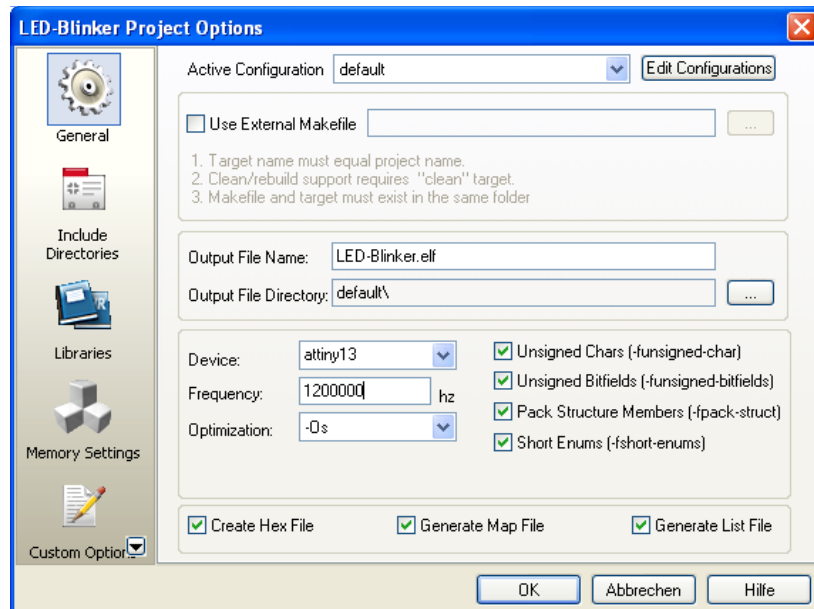 LED-Blinker Project Options
General
Include
Directories
Libraries
Memory Settings
Custom Option
Active Configuration default Edit Configurations
Use External Makefile ...
1. Target name must equal project name.
2. Clean/rebuild support requires "clean" target.
3. Makefile and target must exist in the same folder
Output File Name: LED-Blinker.elf
Output File Directory: default\ ...
Device: attiny13
Frequency: 1200000 hz
Optimization: -Os
Unsigned Chars (-funsigned-char)
Unsigned Bitfields (-funsigned-bitfields)
Pack Structure Members (-fpack-struct)
Short Enums (-fshort-enums)
Create Hex File Generate Map File Generate List File
OK Abbrechen Hilfe